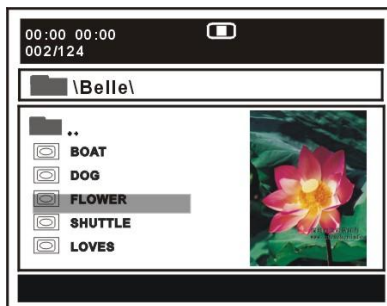 00:00 00:00
002/124
\Belle\
..
BOAT
DOG
FLOWER
SHUTTLE
LOVES